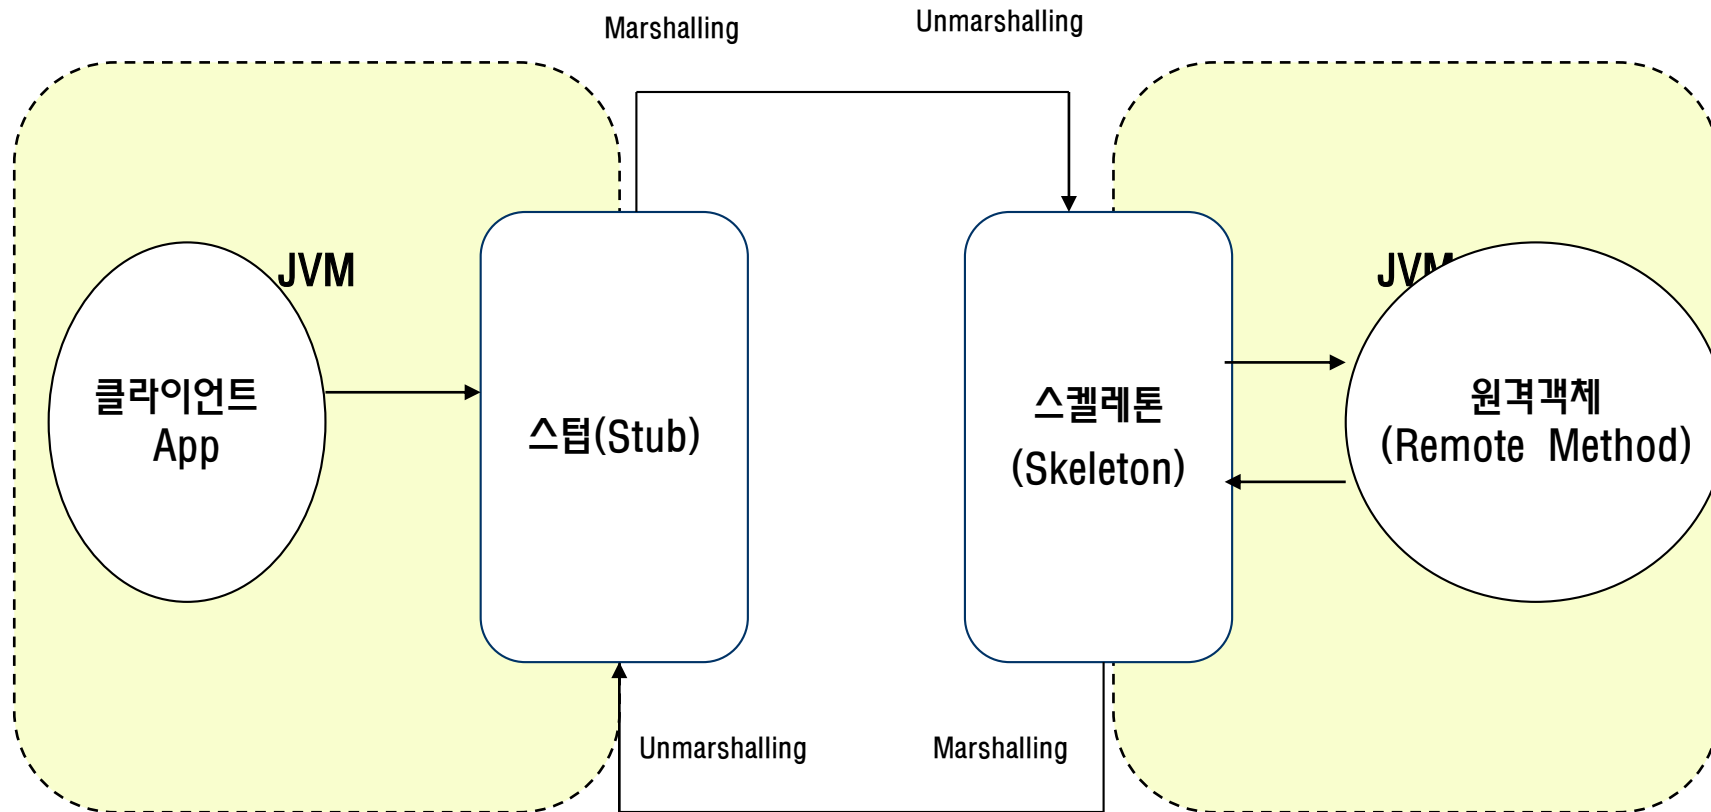 Marshalling
Unmarshalling
JVM
JVM
클라이언트
App
스텁(Stub)
스켈레톤
(Skeleton)
원격객체
(Remote Method)
Unmarshalling
Marshalling